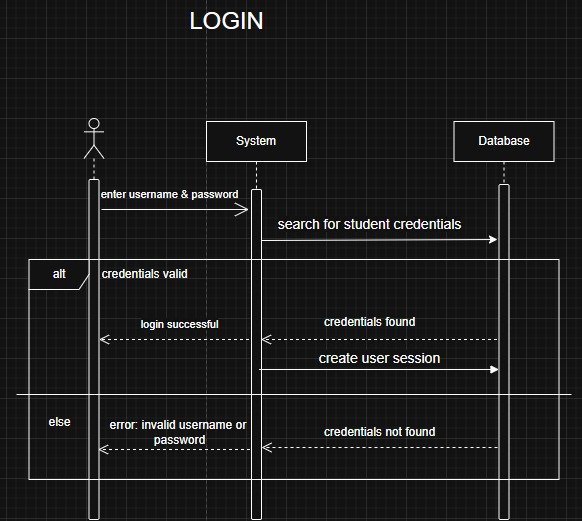 LOGIN
System
Database
enter username & password
search for student credentials
alt
credentials valid
login successful
credentials found
create user session
else
error: invalid username or
password
credentials not found